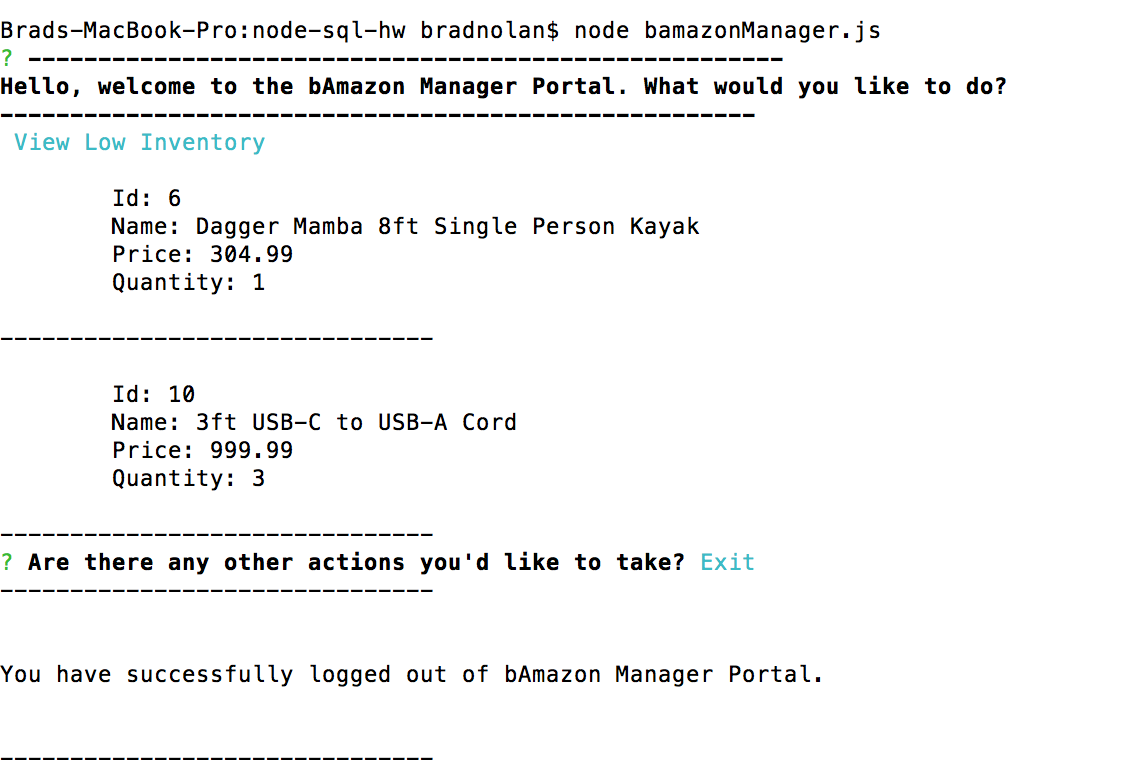 Brads-MacBook-Pro:node-sql-hw bradnolan$ node bamazonManager.js
? ------------------------------------------------------
Hello, welcome to the bAmazon Manager Portal. What would you like to do?
------------------------------------------------------
View Low Inventory
Id: 6
Name: Dagger Mamba 8ft Single Person Kayak
Price: 304.99
Quantity: 1
-------------------------------
Id: 10
Name: 3ft USB-C to USB-A Cord
Price: 999.99
Quantity: 3
-------------------------------
? Are there any other actions you'd like to take? Exit
-------------------------------
You have successfully logged out of bAmazon Manager Portal.
-------------------------------